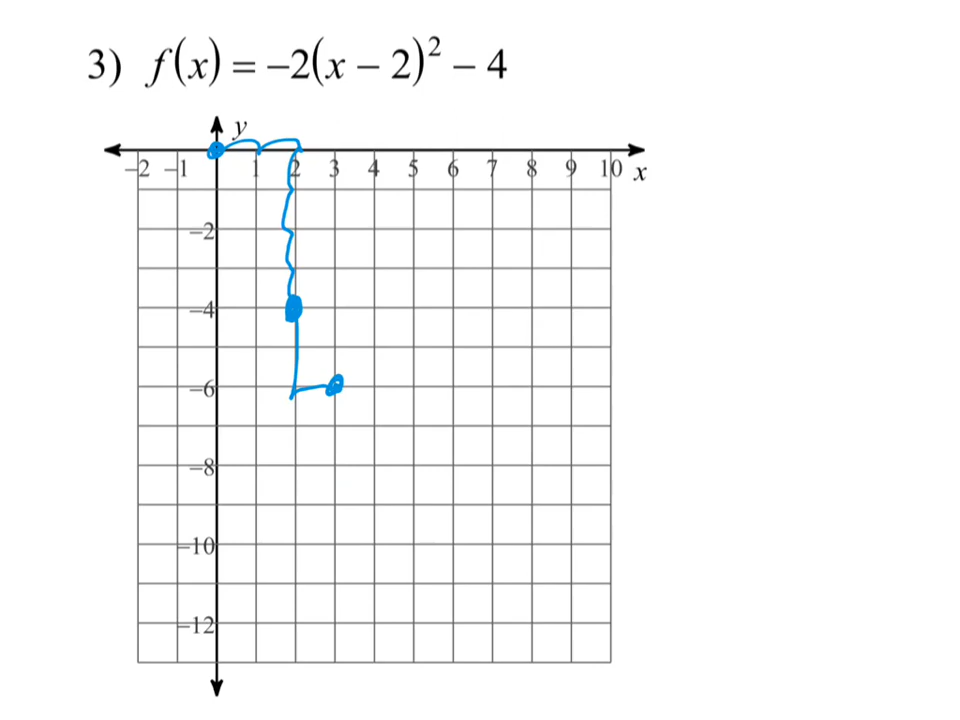 3) f(x) = −2(x − 2)² − 4
y
−2 −1 1 2 3 4 5 6 7 8 9 10 x
−2
−4
−6
−8
−10
−12